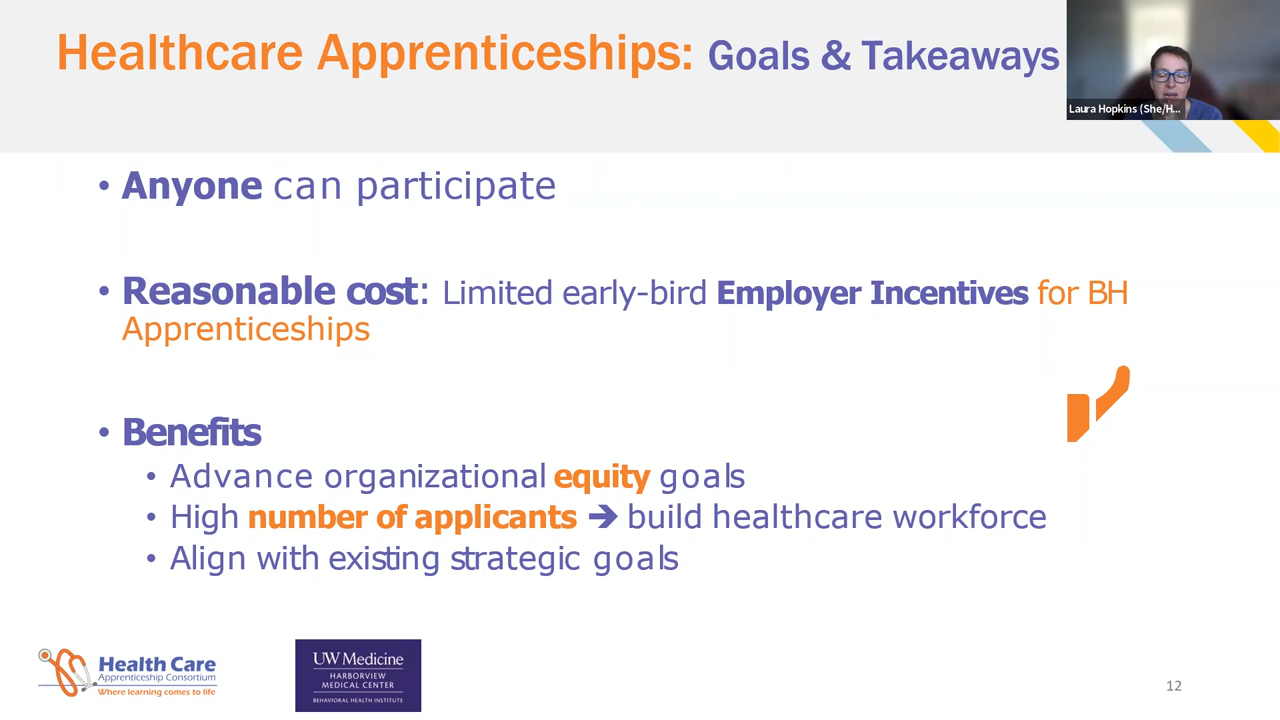 Healthcare Apprenticeships: Goals & Takeaways
Laura Hopkins (She/H...
• Anyone can participate
• Reasonable cost: Limited early-bird Employer Incentives for BH
Apprenticeships
• Benefits
• Advance organizational equity goals
• High number of applicants ➔ build healthcare workforce
• Align with existing strategic goals
Health Care
Apprenticeship Consortium
Where learning comes to life
UW Medicine
HARBORVIEW
MEDICAL CENTER
BEHAVIORAL HEALTH INSTITUTE
12